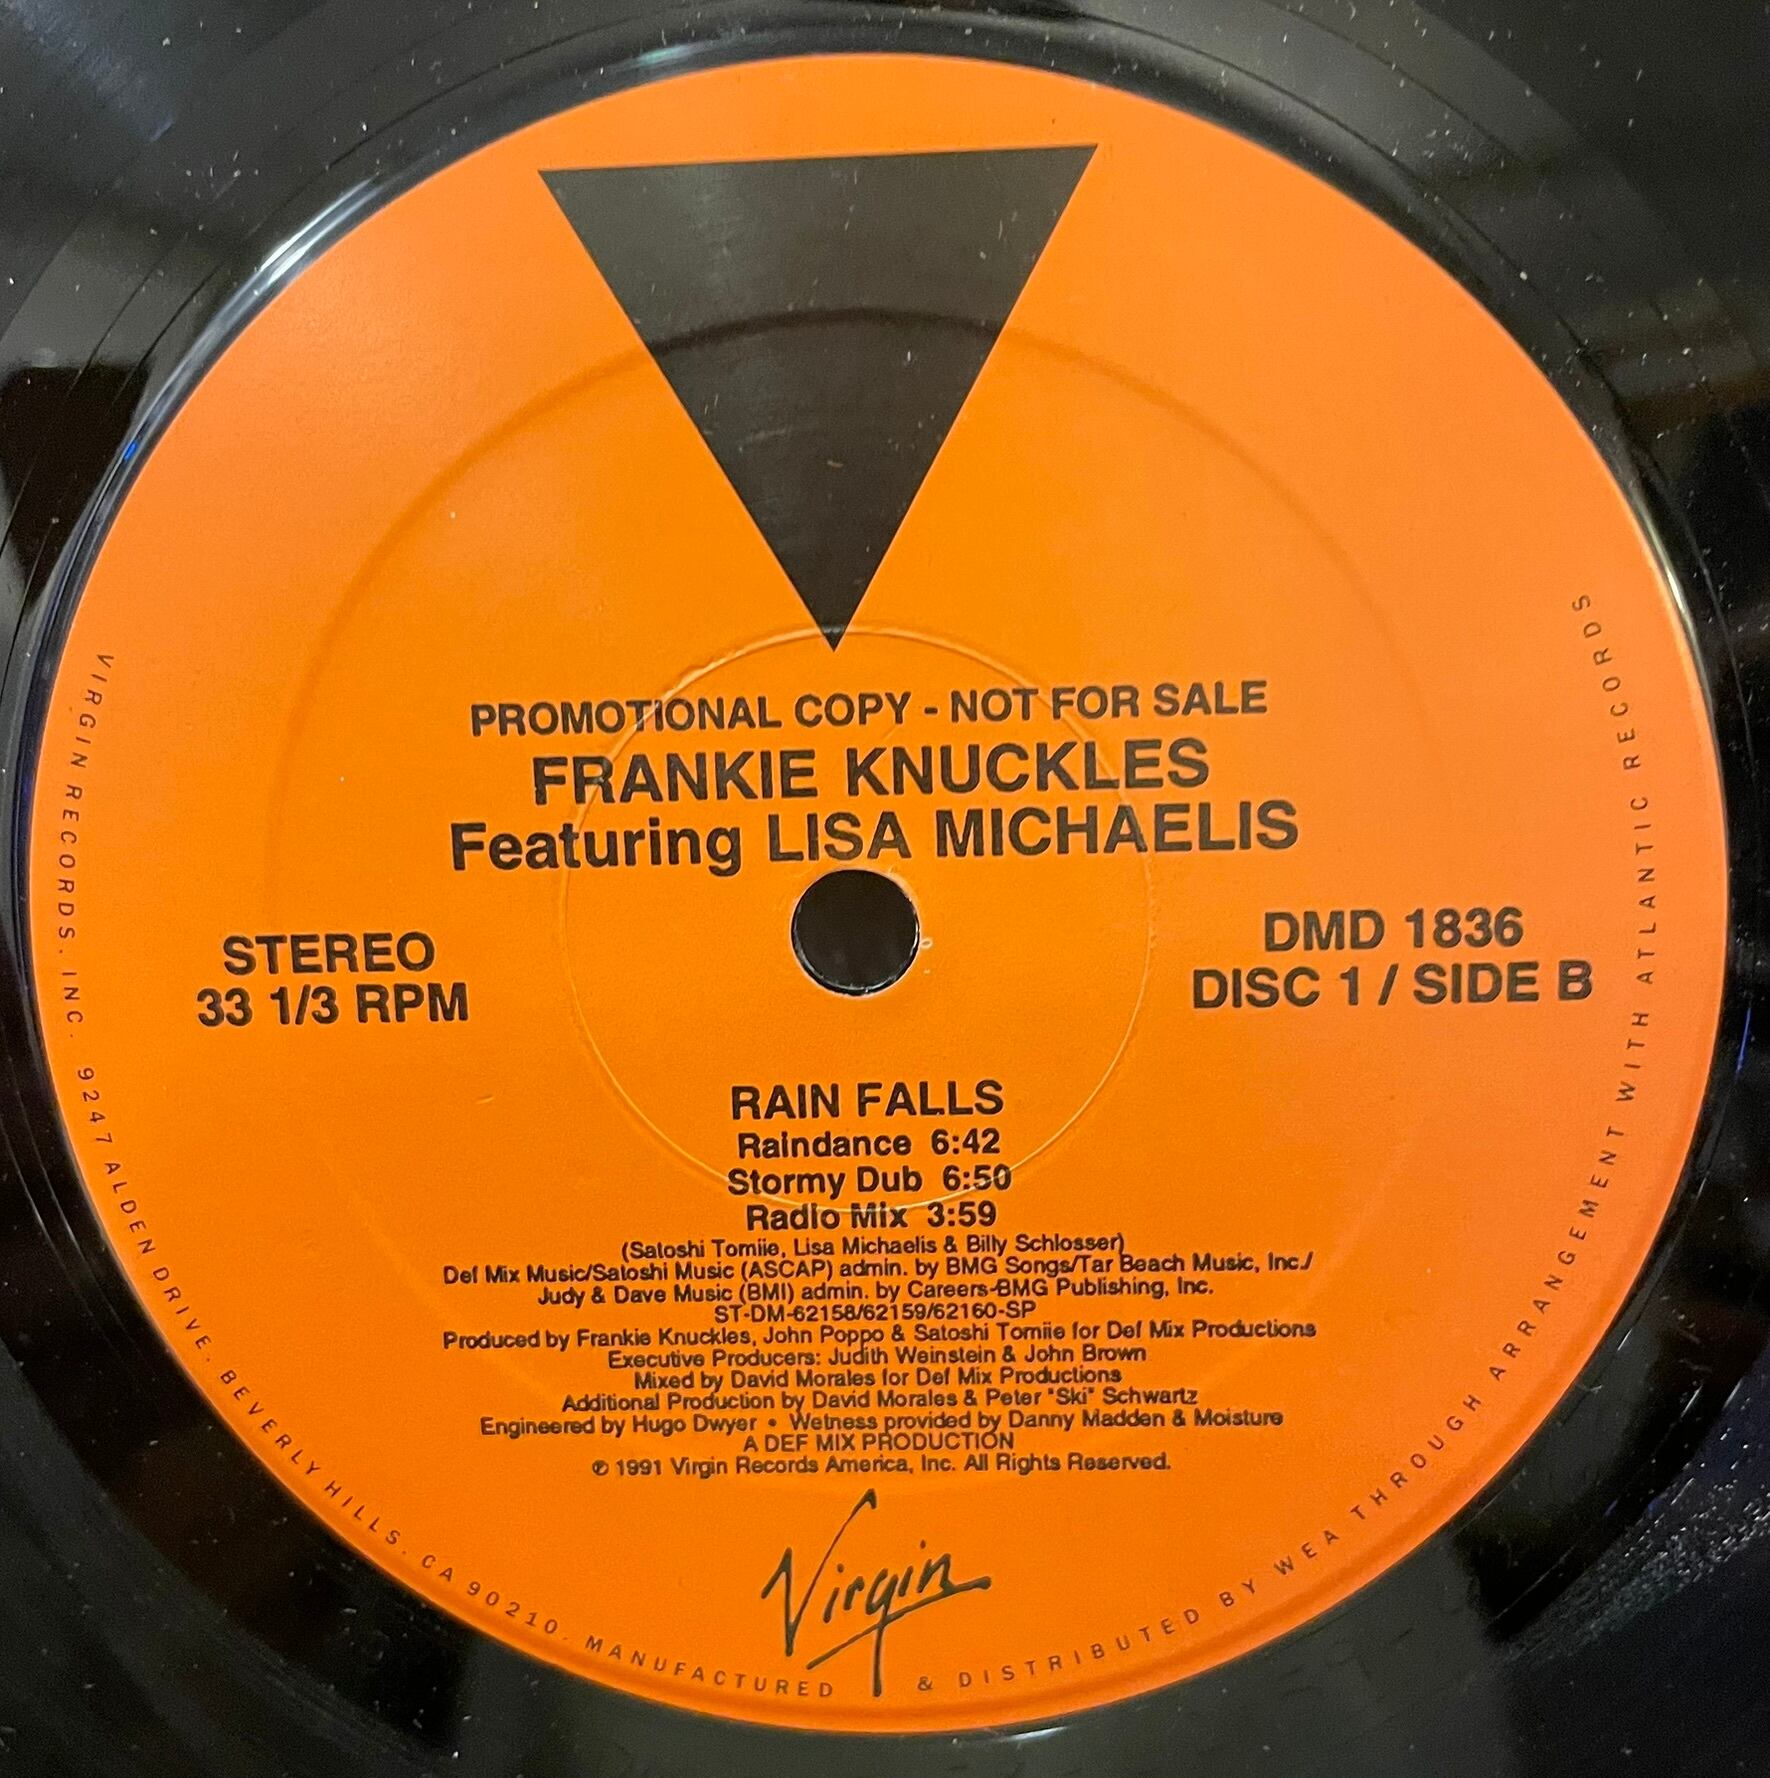 PROMOTIONAL COPY - NOT FOR SALE
FRANKIE KNUCKLES
Featuring LISA MICHAELIS
STEREO
33 1/3 RPM
DMD 1836
DISC 1 / SIDE B
RAIN FALLS
Raindance 6:42
Stormy Dub 6:50
Radio Mix 3:59
(Satoshi Tomiie, Lisa Michaelis & Billy Schlosser)
Def Mix Music/Satoshi Music (ASCAP) admin. by BMG Songs/Tar Beach Music, Inc./
Judy & Dave Music (BMI) admin. by Careers-BMG Publishing, Inc.
ST-DM-62158/62159/62160-SP
Produced by Frankie Knuckles, John Poppo & Satoshi Tomiie for Def Mix Productions
Executive Producers: Judith Weinstein & John Brown
Mixed by David Morales for Def Mix Productions
Additional Production by David Morales & Peter "Ski" Schwartz
Engineered by Hugo Dwyer • Wetness provided by Danny Madden & Moisture
A DEF MIX PRODUCTION
℗ 1991 Virgin Records America, Inc. All Rights Reserved.
Virgin
VIRGIN RECORDS, INC. 9247 ALDEN DRIVE, BEVERLY HILLS, CA 90210. MANUFACTURED & DISTRIBUTED BY WEA THROUGH ARRANGEMENT WITH ATLANTIC RECORDS